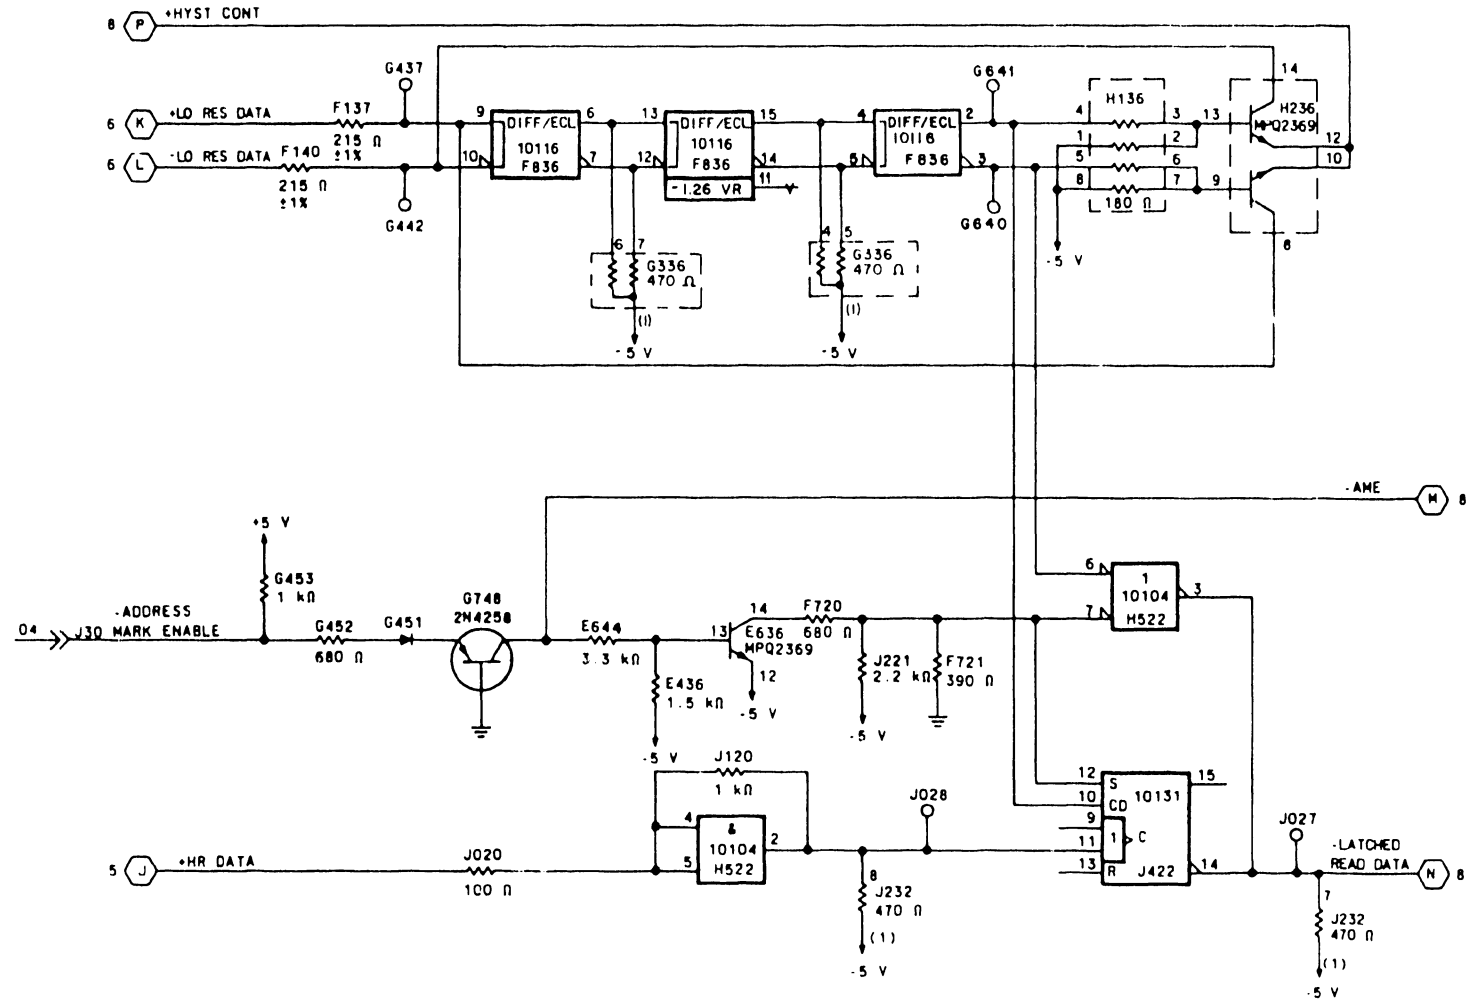 +HYST CONT
8 P
G437
G641
14
H136
H236
MPQ2369
6 K +LO RES DATA
F137
215 Ω
±1%
9 DIFF/ECL 6
10116
F836
10 7
13 DIFF/ECL 15
10116
F836
12 14
-1.26 VR 11
4 DIFF/ECL 2
10116
F836
5 3
4 3 13
1 2
5 6
8 7 9
180 Ω
12
10
6 L -LO RES DATA
F140
215 Ω
±1%
G442
G640
-5 V
6
6 7
G336
470 Ω
(1)
-5 V
4 5
G336
470 Ω
(1)
-5 V
-AME
M 8
+5 V
G453
1 kΩ
-ADDRESS
MARK ENABLE
04 J30
G452
680 Ω
G451
G748
2N4258
E644
3.3 kΩ
E436
1.5 kΩ
-5 V
14
13
E636
MPQ2369
12
-5 V
F720
680 Ω
J221
2.2 kΩ
-5 V
F721
390 Ω
6
1
10104
H522
7
3
J120
1 kΩ
5 J +HR DATA
J020
100 Ω
4
&
10104
H522
5
2
J028
8
J232
470 Ω
(1)
-5 V
12 S 15
10131
10 CD
9
11 1 C
13 R 14
J422
J027
-LATCHED
READ DATA
N 8
7
J232
470 Ω
(1)
-5 V